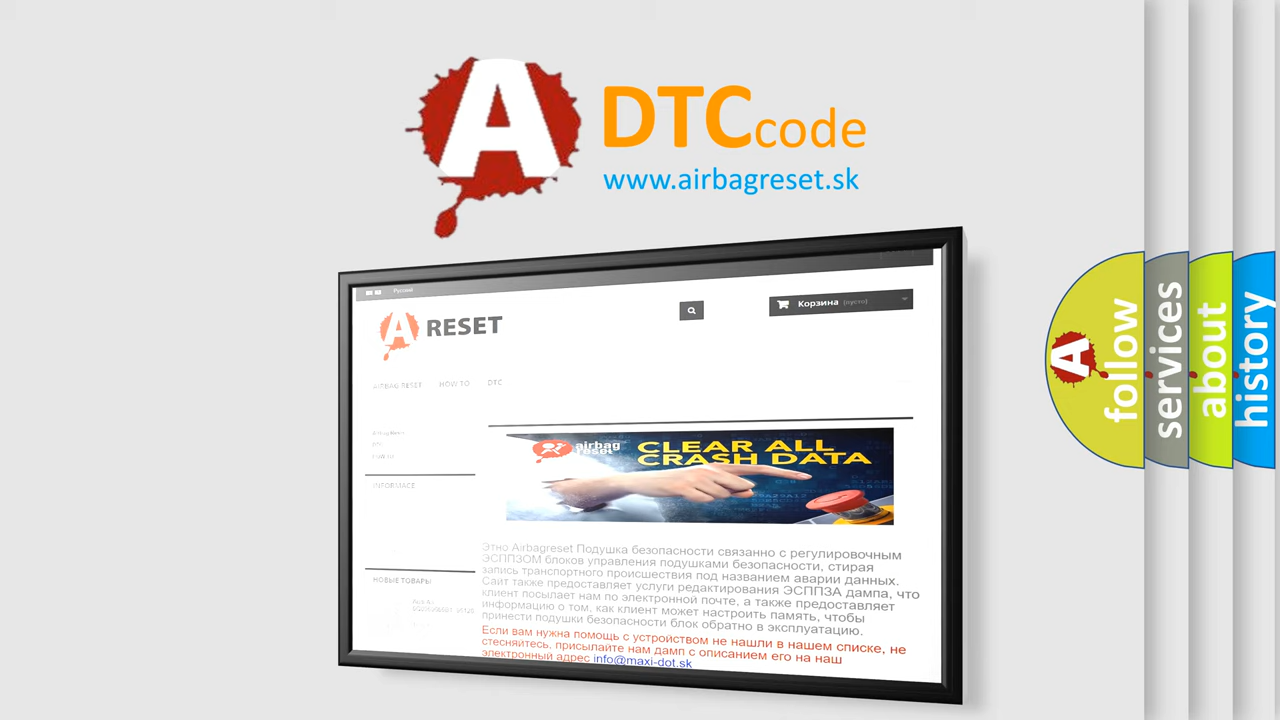 A DTCcode
www.airbagreset.sk
Русский
A RESET
Корзина (пусто)
AIRBAG RESET HOW TO DTC
DTC
INFORMACE
airbag
reset
CLEAR ALL
CRASH DATA
НОВЫЕ ТОВАРЫ
Этно Airbagreset Подушка безопасности связанно с регулировочным
ЭСППЗОМ блоков управления подушками безопасности, стирая
запись транспортного происшествия под названием аварии данных.
Сайт также предоставляет услуги редактирования ЭСППЗА дампа, что
клиент посылает нам по электронной почте, а также предоставляет
информацию о том, как клиент может настроить память, чтобы
принести подушки безопасности блок обратно в эксплуатацию.
Если вам нужна помощь с устройством не нашли в нашем списке, не
стесняйтесь, присылайте нам дамп с описанием его на наш
электронный адрес info@maxi-dot.sk
A
follow
services
about
history